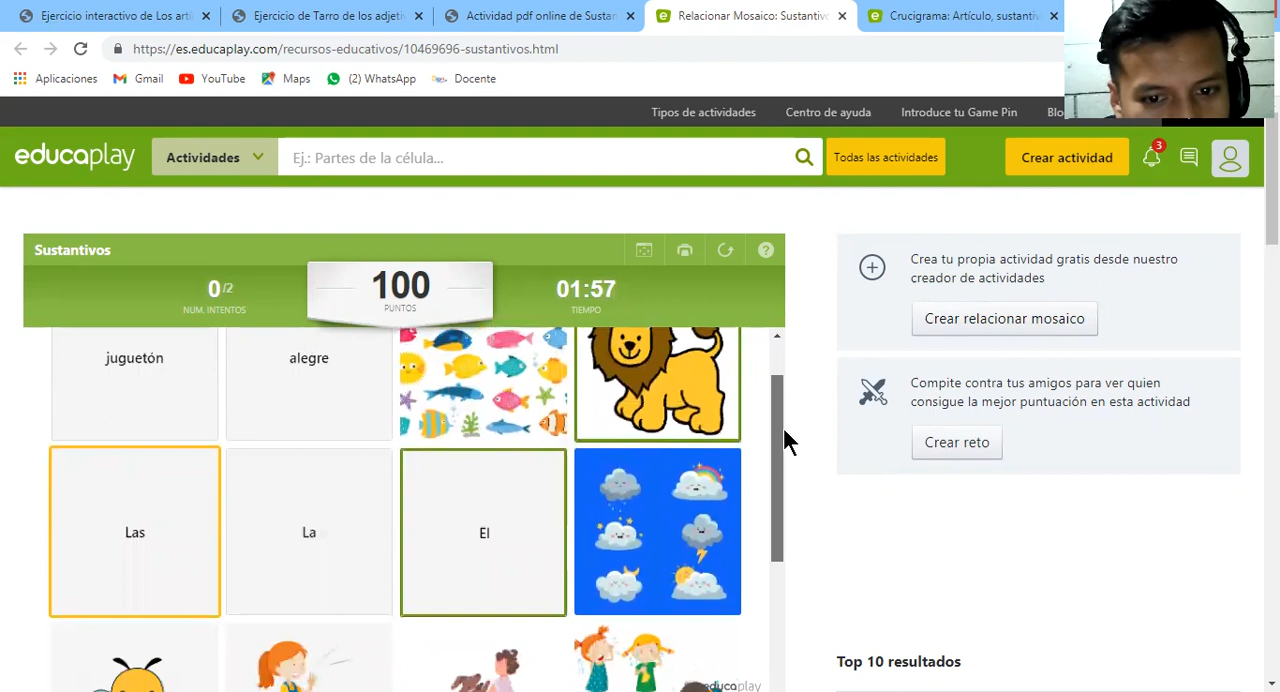 Ejercicio interactivo de Los artí
Ejercicio de Tarro de los adjeti
Actividad pdf online de Sustan
Relacionar Mosaico: Sustantivo
Crucigrama: Artículo, sustanti
https://es.educaplay.com/recursos-educativos/10469696-sustantivos.html
Aplicaciones
Gmail
YouTube
Maps
(2) WhatsApp
Docente
Tipos de actividades
Centro de ayuda
Introduce tu Game Pin
Blo
educaplay
Actividades
Ej.: Partes de la célula...
Todas las actividades
Crear actividad
3
Sustantivos
?
0/2
NUM. INTENTOS
100
PUNTOS
01:57
TIEMPO
juguetón
alegre
Las
La
El
educaplay
Crea tu propia actividad gratis desde nuestro
creador de actividades
Crear relacionar mosaico
Compite contra tus amigos para ver quien
consigue la mejor puntuación en esta actividad
Crear reto
Top 10 resultados